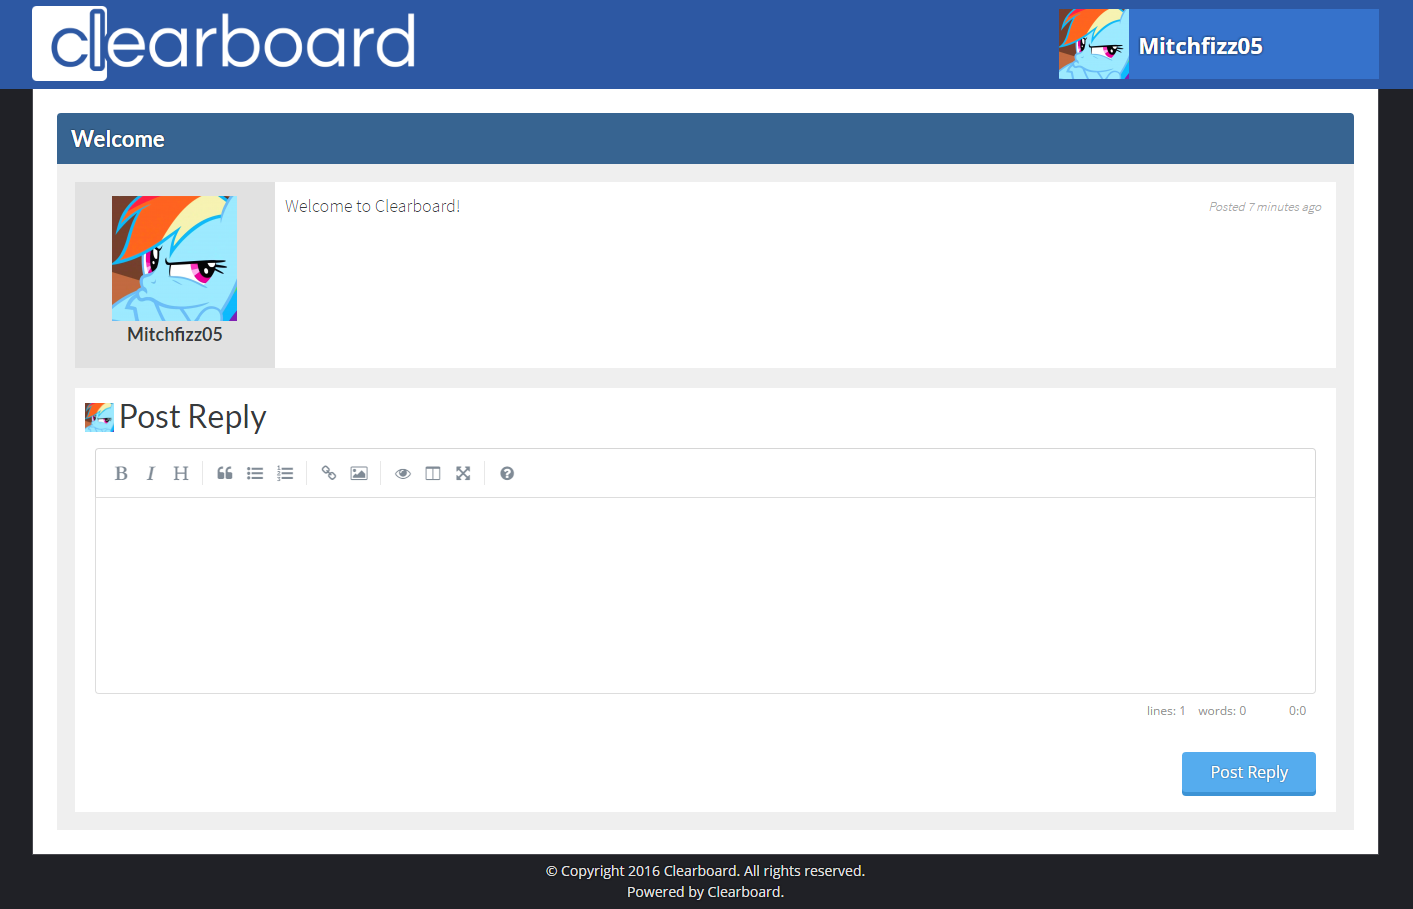 clearboard
Mitchfizz05
Welcome
Welcome to Clearboard!
Posted 7 minutes ago
Mitchfizz05
Post Reply
B I H
lines: 1 words: 0 0:0
Post Reply
© Copyright 2016 Clearboard. All rights reserved.
Powered by Clearboard.